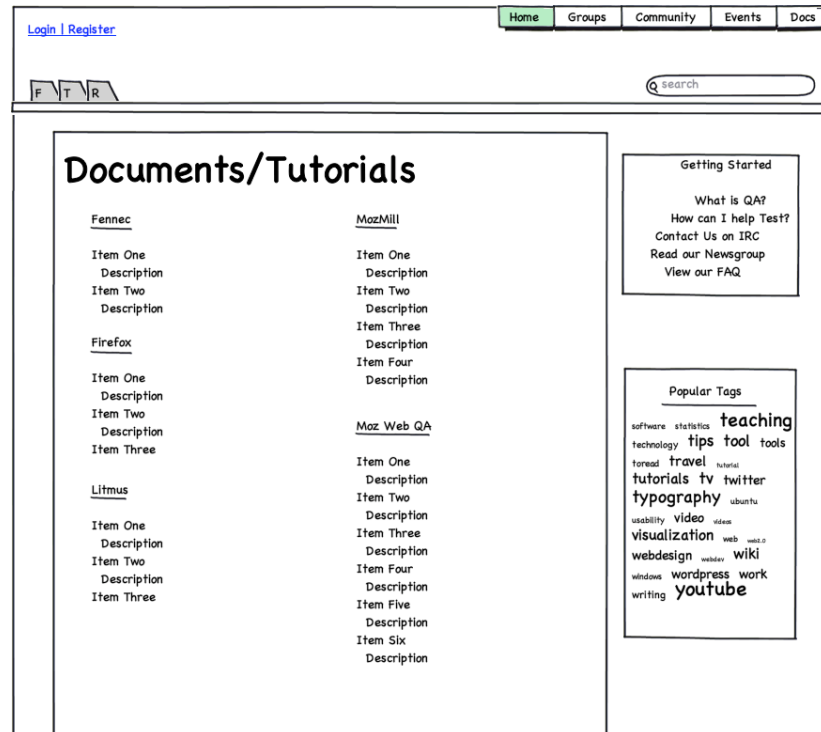 Login | Register
Home Groups Community Events Docs
F T R
search
Documents/Tutorials
Fennec
Item One
Description
Item Two
Description
Firefox
Item One
Description
Item Two
Description
Item Three
Litmus
Item One
Description
Item Two
Description
Item Three
MozMill
Item One
Description
Item Two
Description
Item Three
Description
Item Four
Description
Moz Web QA
Item One
Description
Item Two
Description
Item Three
Description
Item Four
Description
Item Five
Description
Item Six
Description
Getting Started
What is QA?
How can I help Test?
Contact Us on IRC
Read our Newsgroup
View our FAQ
Popular Tags
software statistics teaching
technology tips tool tools
toread travel tutorial
tutorials tv twitter
typography ubuntu
usability video videos
visualization web web2.0
webdesign webdev wiki
windows wordpress work
writing youtube